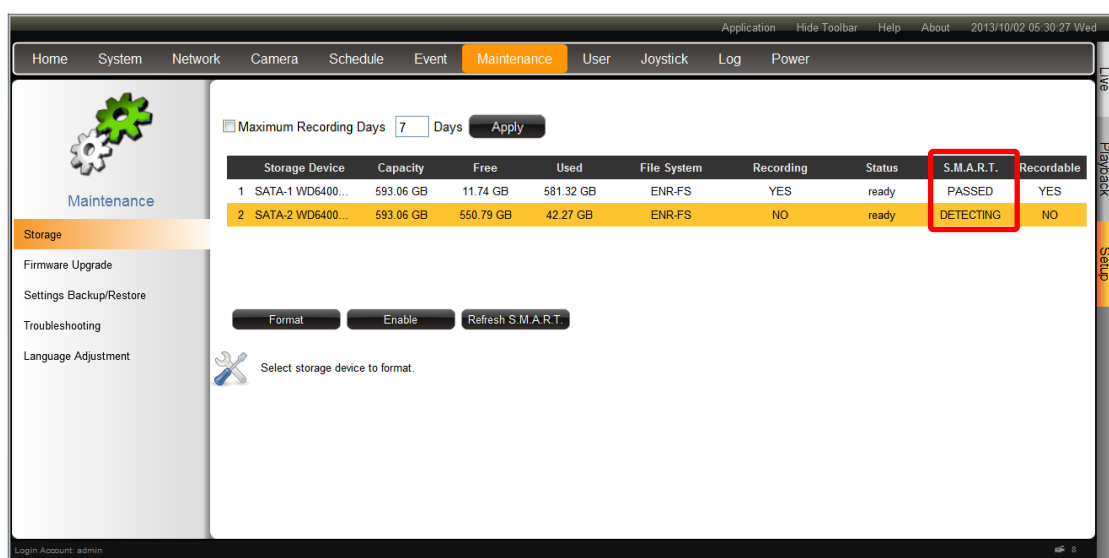 Application Hide Toolbar Help About 2013/10/02 05:30:27 Wed
Home System Network Camera Schedule Event Maintenance User Joystick Log Power
Live
Playback
Setup
Maintenance
Storage
Firmware Upgrade
Settings Backup/Restore
Troubleshooting
Language Adjustment
Maximum Recording Days 7 Days Apply
Storage Device Capacity Free Used File System Recording Status S.M.A.R.T. Recordable
1 SATA-1 WD6400... 593.06 GB 11.74 GB 581.32 GB ENR-FS YES ready PASSED YES
2 SATA-2 WD6400... 593.06 GB 550.79 GB 42.27 GB ENR-FS NO ready DETECTING NO
Format Enable Refresh S.M.A.R.T.
Select storage device to format.
Login Account: admin 8